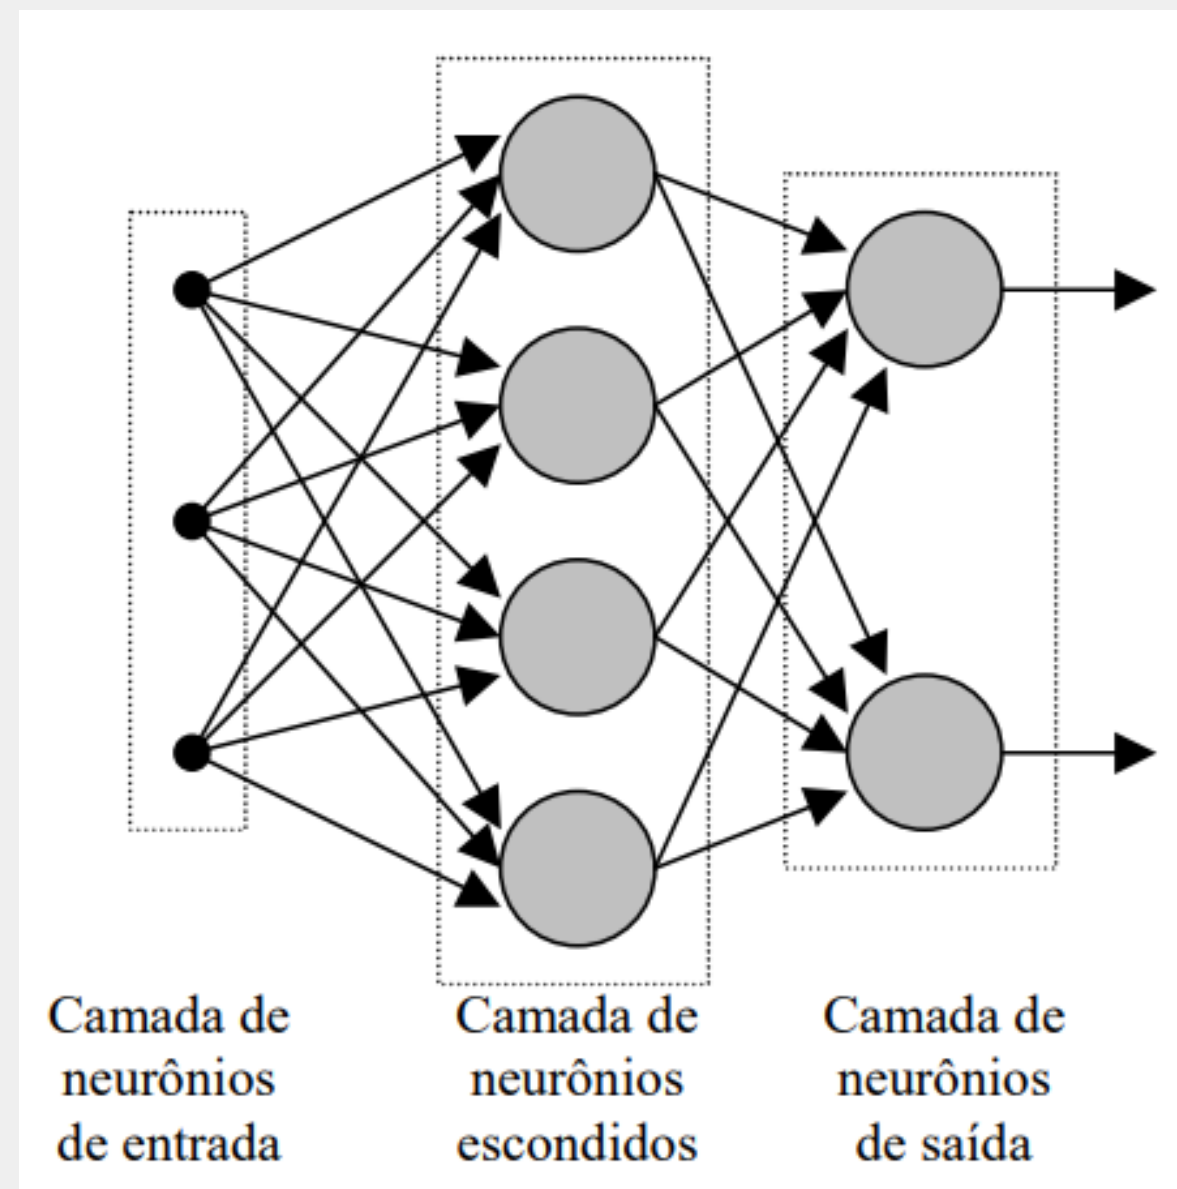 Camada de
neurônios
de entrada
Camada de
neurônios
escondidos
Camada de
neurônios
de saída